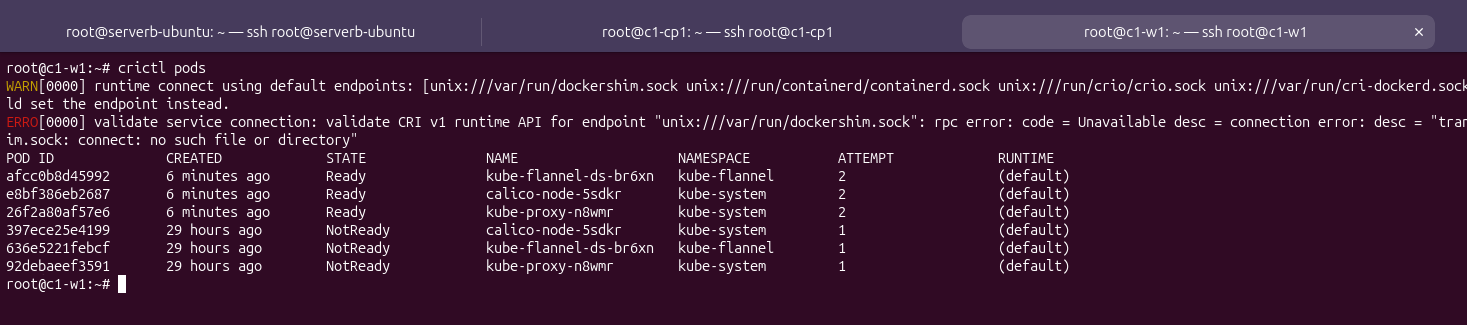 root@serverb-ubuntu: ~ — ssh root@serverb-ubuntu
root@c1-cp1: ~ — ssh root@c1-cp1
root@c1-w1: ~ — ssh root@c1-w1 ×
root@c1-w1:~# crictl pods
WARN[0000] runtime connect using default endpoints: [unix:///var/run/dockershim.sock unix:///run/containerd/containerd.sock unix:///run/crio/crio.sock unix:///var/run/cri-dockerd.sock
ld set the endpoint instead.
ERRO[0000] validate service connection: validate CRI v1 runtime API for endpoint "unix:///var/run/dockershim.sock": rpc error: code = Unavailable desc = connection error: desc = "tran
im.sock: connect: no such file or directory"
POD ID CREATED STATE NAME NAMESPACE ATTEMPT RUNTIME
afcc0b8d45992 6 minutes ago Ready kube-flannel-ds-br6xn kube-flannel 2 (default)
e8bf386eb2687 6 minutes ago Ready calico-node-5sdkr kube-system 2 (default)
26f2a80af57e6 6 minutes ago Ready kube-proxy-n8wmr kube-system 2 (default)
397ece25e4199 29 hours ago NotReady calico-node-5sdkr kube-system 1 (default)
636e5221febcf 29 hours ago NotReady kube-flannel-ds-br6xn kube-flannel 1 (default)
92debaeef3591 29 hours ago NotReady kube-proxy-n8wmr kube-system 1 (default)
root@c1-w1:~#